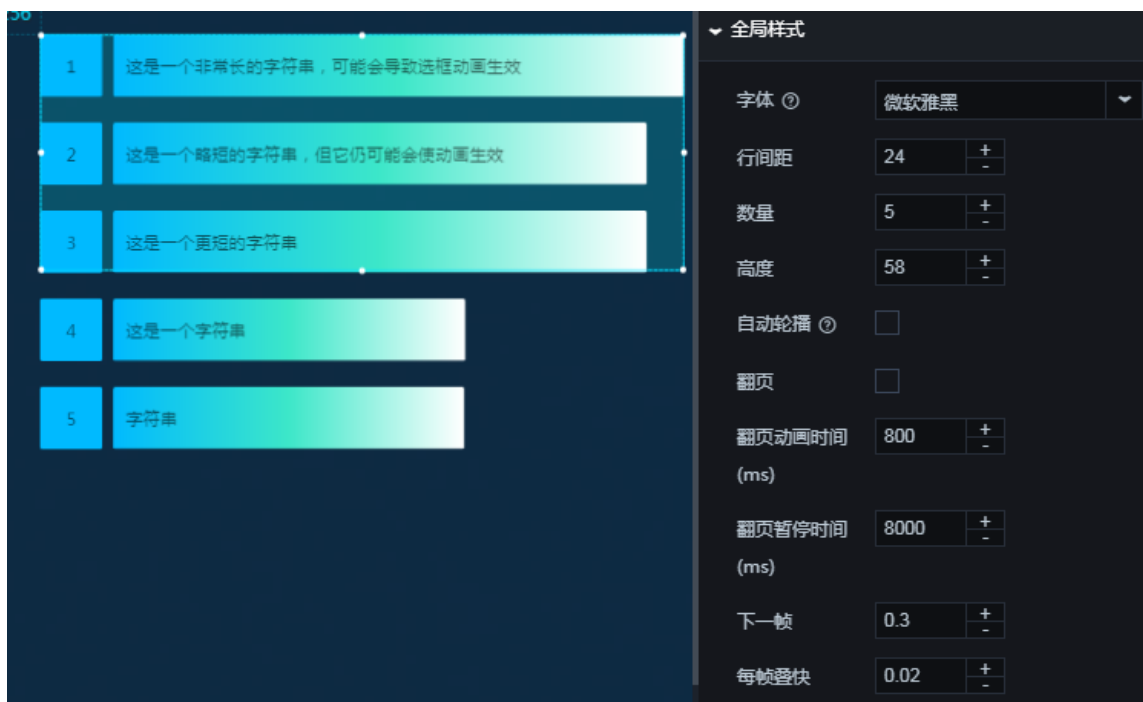 1 这是一个非常长的字符串，可能会导致选框动画生效
2 这是一个略短的字符串，但它仍可能会使动画生效
3 这是一个更短的字符串
4 这是一个字符串
5 字符串
全局样式
字体 微软雅黑
行间距 24 + -
数量 5 + -
高度 58 + -
自动轮播
翻页
翻页动画时间 800 + -
(ms)
翻页暂停时间 8000 + -
(ms)
下一帧 0.3 + -
每帧叠快 0.02 + -